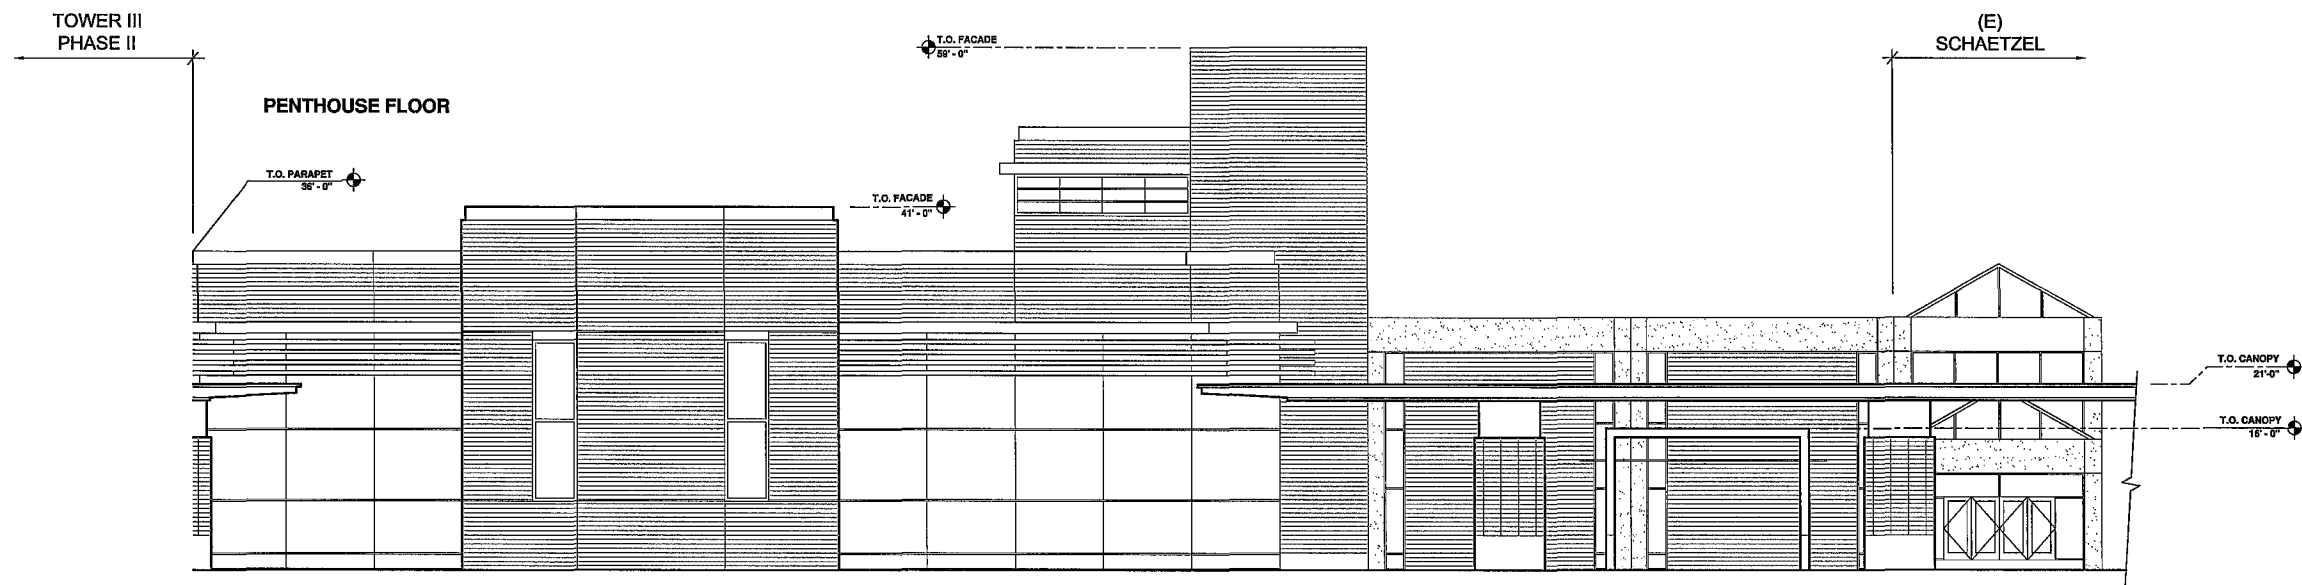 TOWER III
PHASE II
(E)
SCHAETZEL
T.O. FACADE
59' - 0"
PENTHOUSE FLOOR
T.O. PARAPET
36' - 0"
T.O. FACADE
41' - 0"
T.O. CANOPY
21'-0"
T.O. CANOPY
16' - 0"